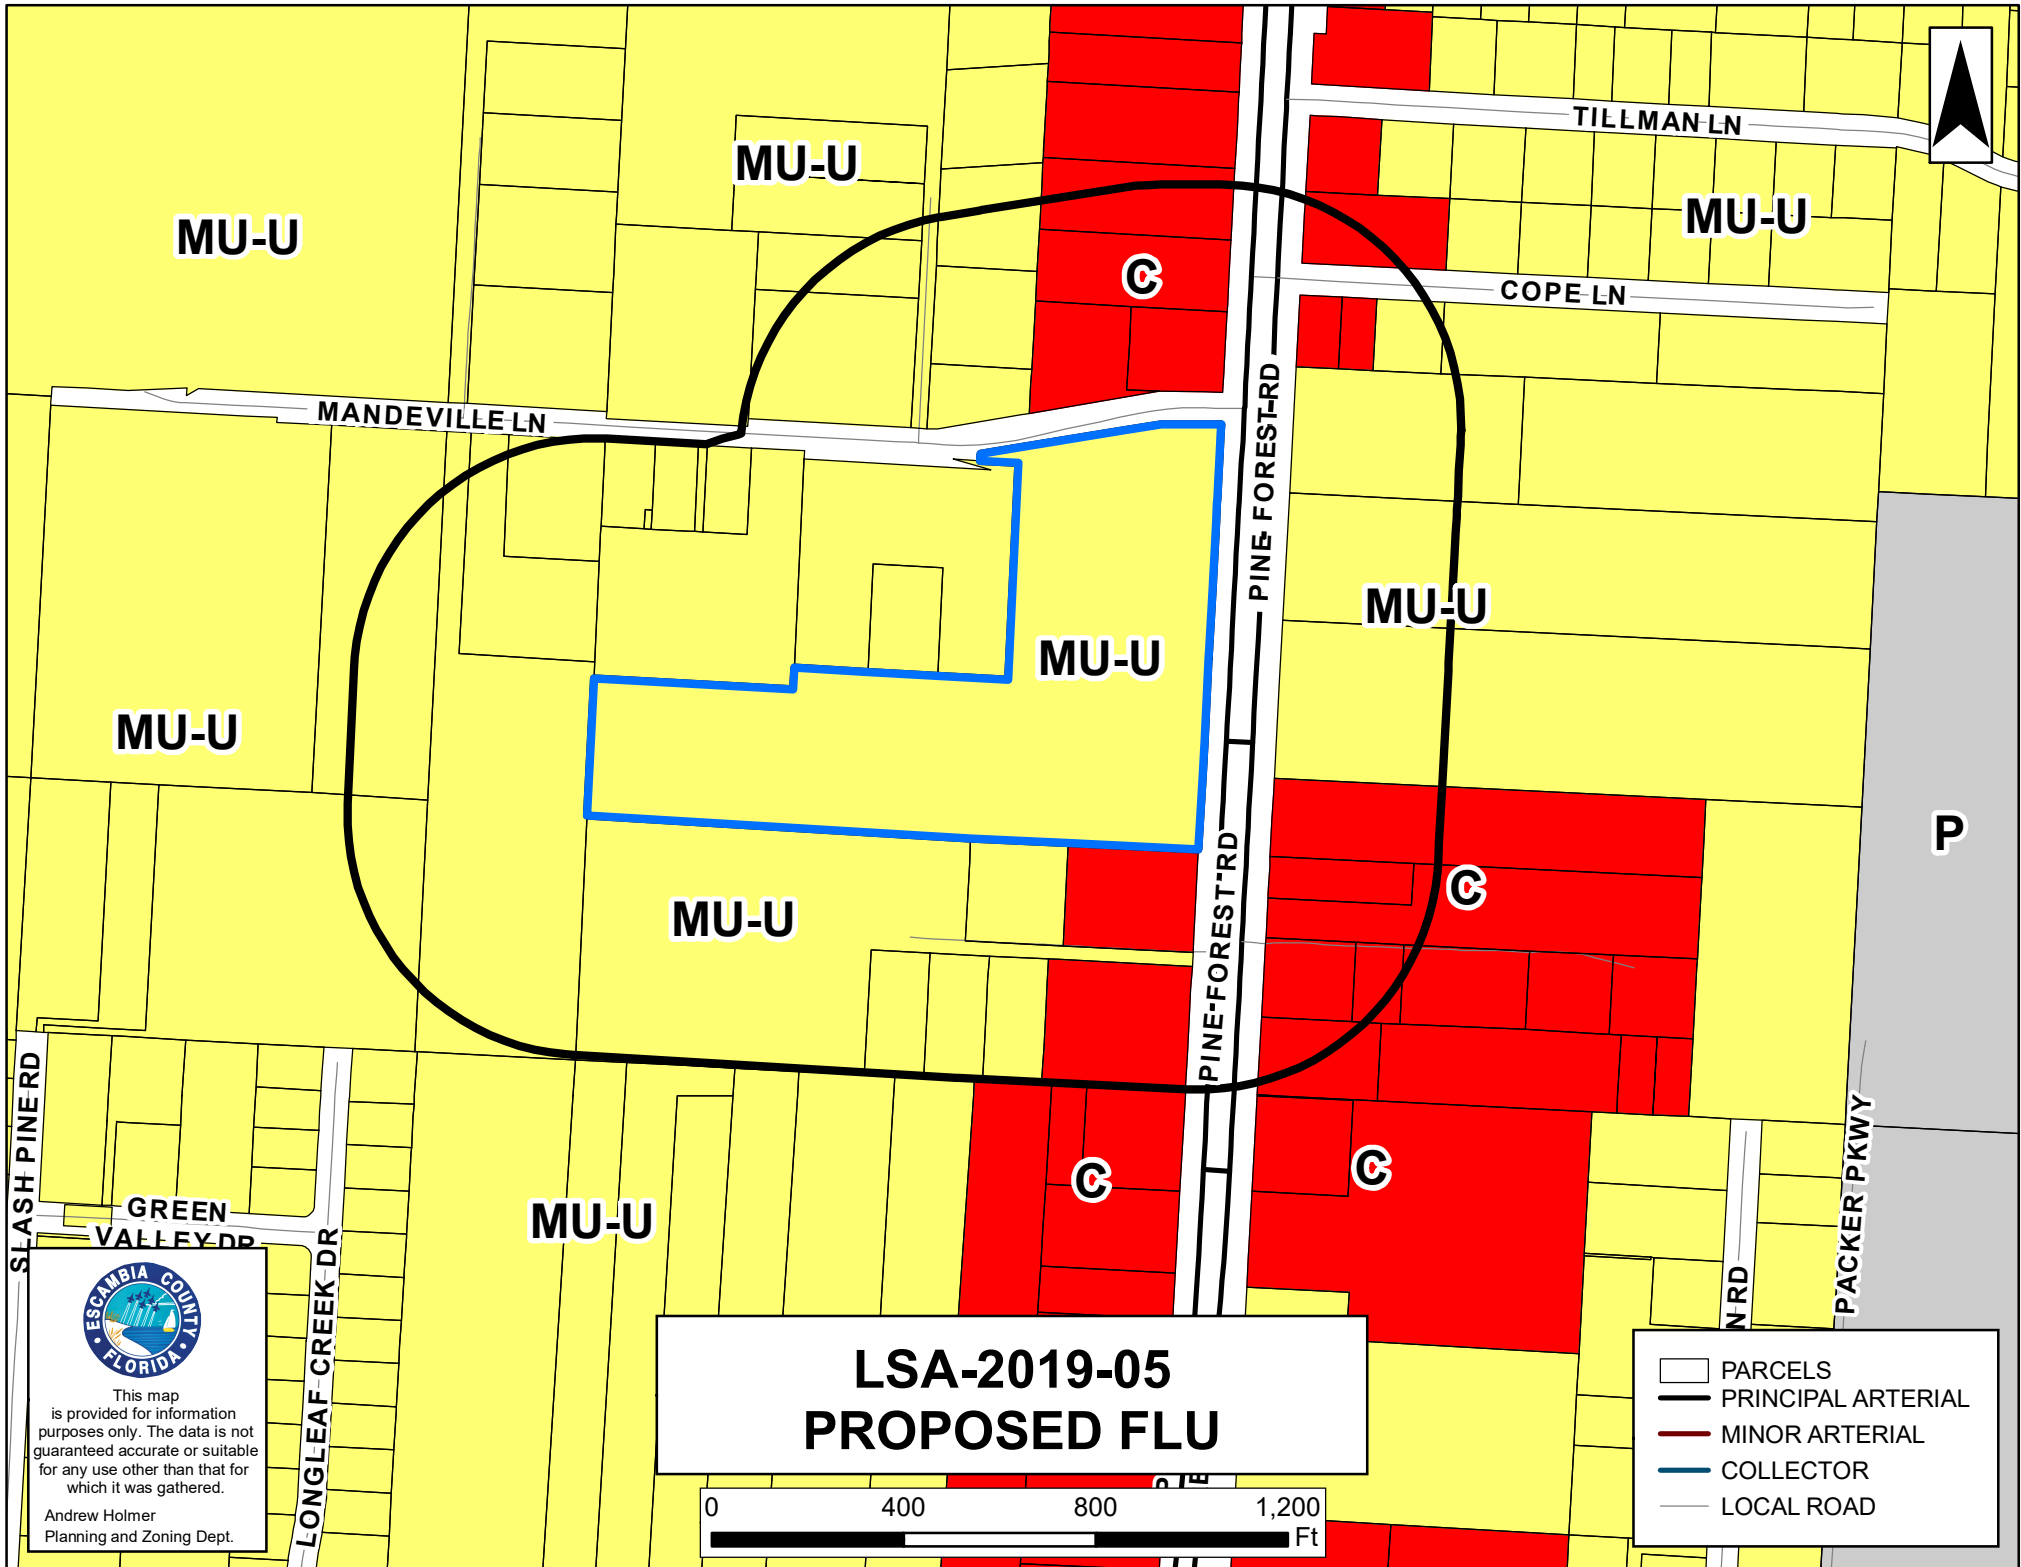 TILLMAN LN
MU-U
MU-U
MU-U
C
COPE LN
MANDEVILLE LN
PINE FOREST RD
MU-U
MU-U
MU-U
P
C
PINE FOREST RD
MU-U
SLASH PINE RD
GREEN
VALLEY DR
LONGLEAF CREEK DR
MU-U
C
C
PACKER PKWY
N RD
ESCAMBIA COUNTY
FLORIDA
This map
is provided for information
purposes only. The data is not
guaranteed accurate or suitable
for any use other than that for
which it was gathered.
Andrew Holmer
Planning and Zoning Dept.
LSA-2019-05
PROPOSED FLU
0 400 800 1,200
Ft
PARCELS
PRINCIPAL ARTERIAL
MINOR ARTERIAL
COLLECTOR
LOCAL ROAD